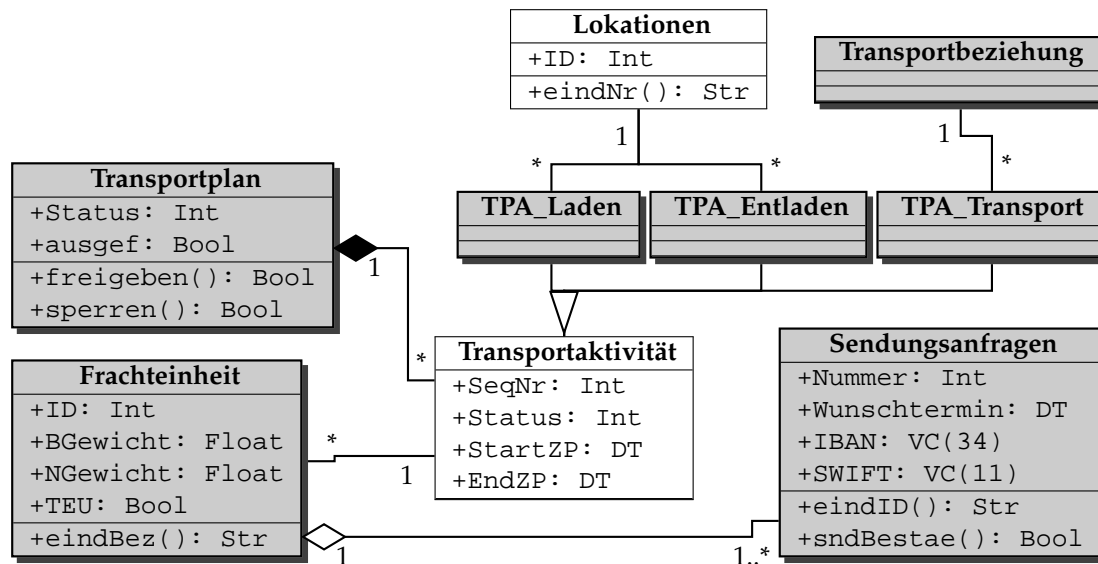 Lokationen
+ID: Int
+eindNr(): Str
1
*
*
Transportbeziehung
1
*
TPA_Laden
TPA_Entladen
TPA_Transport
Transportplan
+Status: Int
+ausgef: Bool
+freigeben(): Bool
+sperren(): Bool
1
*
Transportaktivität
+SeqNr: Int
+Status: Int
+StartZP: DT
+EndZP: DT
Frachteinheit
+ID: Int
+BGewicht: Float
+NGewicht: Float
+TEU: Bool
+eindBez(): Str
*
1
1
1..*
Sendungsanfragen
+Nummer: Int
+Wunschtermin: DT
+IBAN: VC(34)
+SWIFT: VC(11)
+eindID(): Str
+sndBestae(): Bool